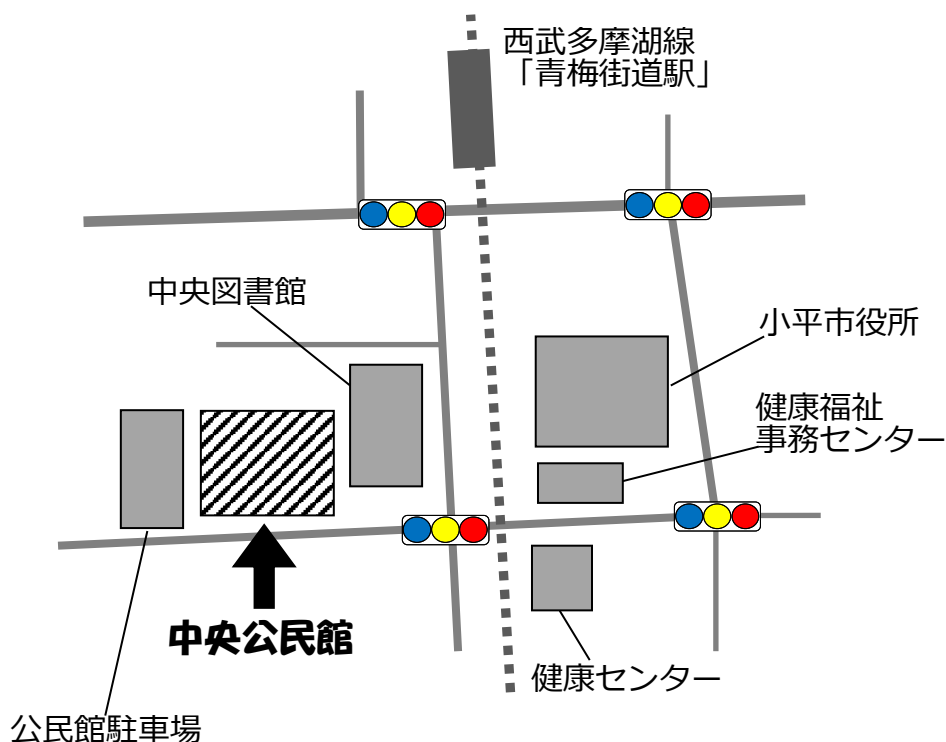 西武多摩湖線
「青梅街道駅」
中央図書館
小平市役所
健康福祉
事務センター
中央公民館
健康センター
公民館駐車場